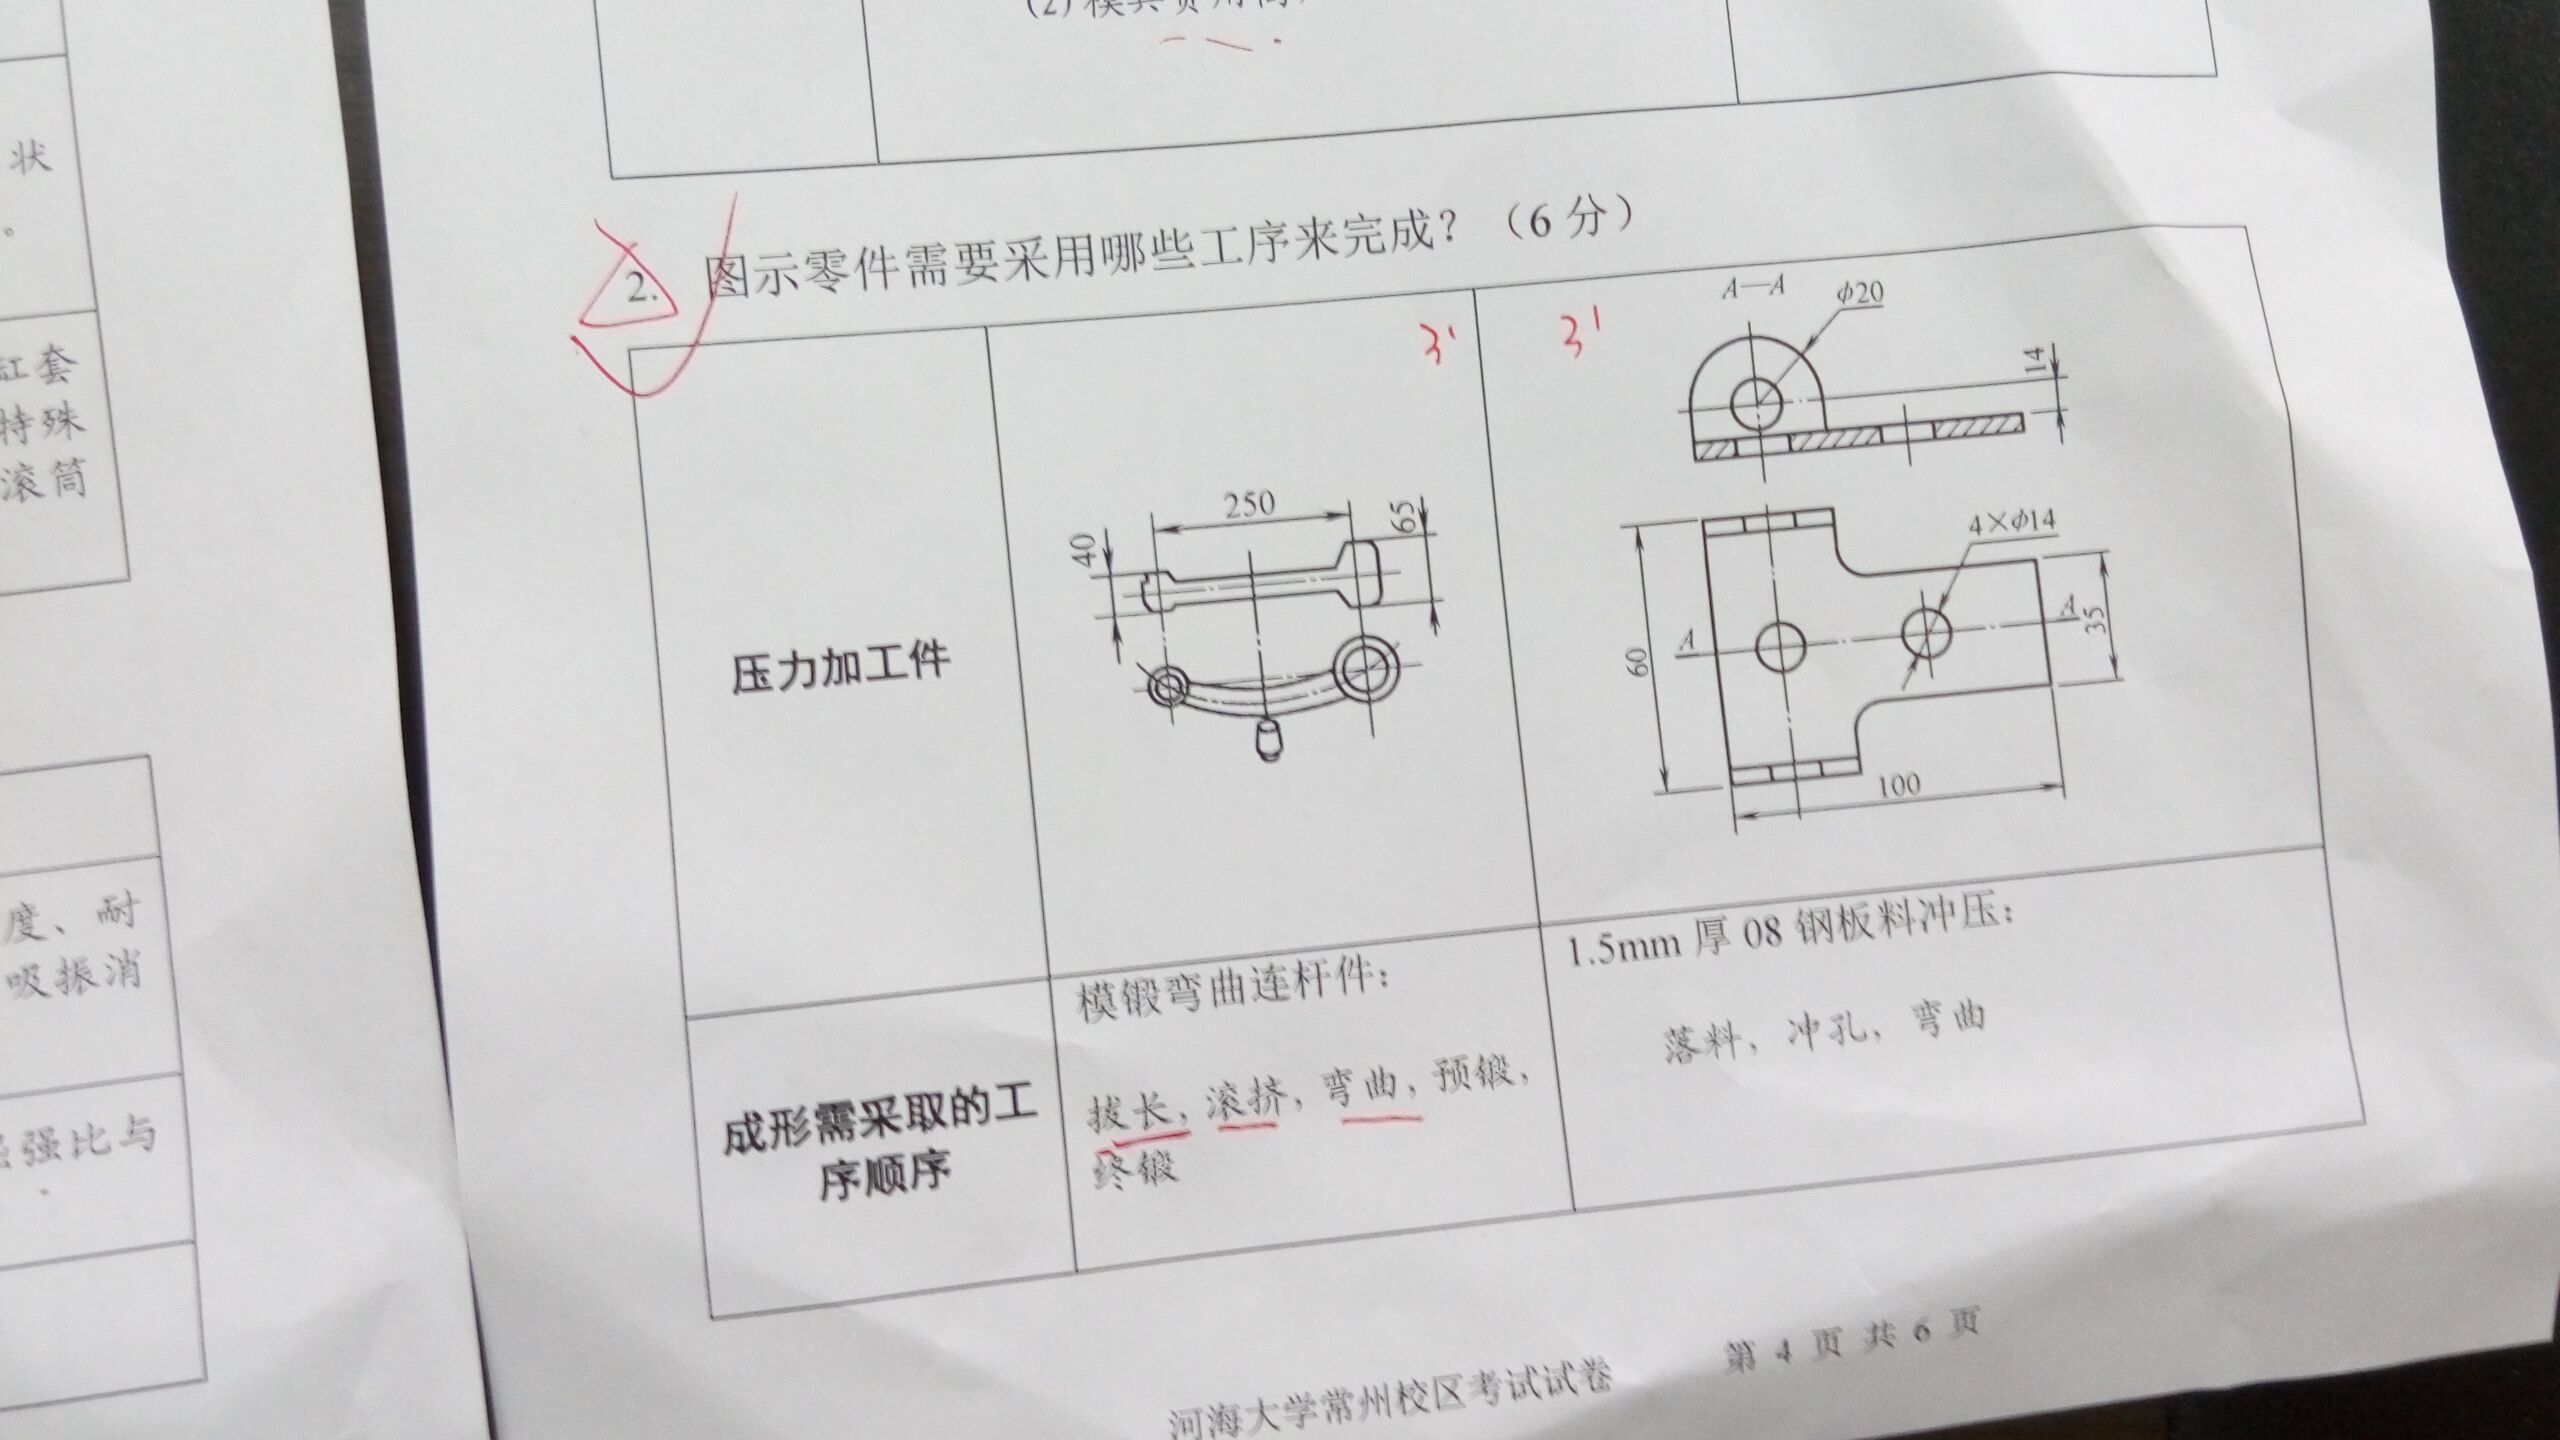 状
。
缸套
特殊
滚筒
度、耐
吸振消
强比与
2. 图示零件需要采用哪些工序来完成？（6 分）
3'
3'
A—A
Φ20
14
250
40
65
压力加工件
4×Φ14
A
A
60
35
100
模锻弯曲连杆件：
1.5mm 厚 08 钢板料冲压：
成形需采取的工
序顺序
拔长，滚挤，弯曲，预锻，
终锻
落料，冲孔，弯曲
河海大学常州校区考试试卷 第 4 页 共 6 页